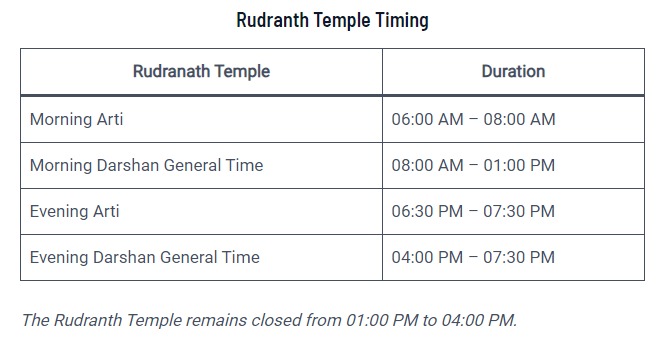 Rudranth Temple Timing
Rudranath Temple Duration
Morning Arti 06:00 AM – 08:00 AM
Morning Darshan General Time 08:00 AM – 01:00 PM
Evening Arti 06:30 PM – 07:30 PM
Evening Darshan General Time 04:00 PM – 07:30 PM
The Rudranth Temple remains closed from 01:00 PM to 04:00 PM.